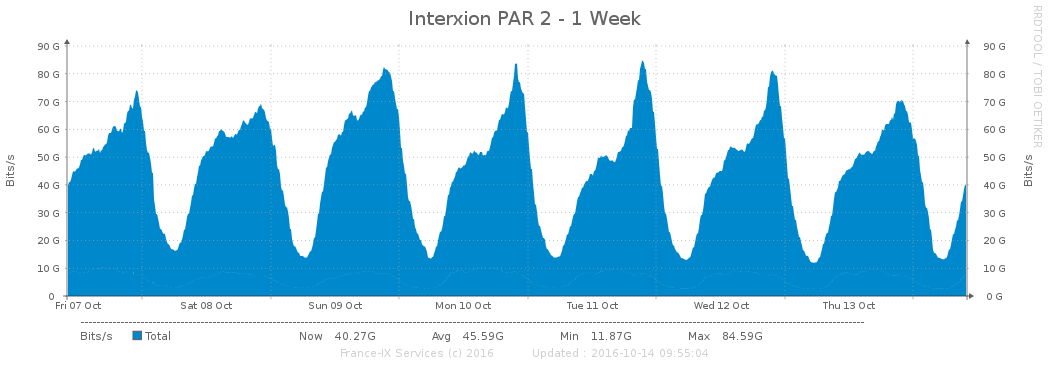 Interxion PAR 2 - 1 Week
RRDTOOL / TOBI OETIKER
90 G 90 G
80 G 80 G
70 G 70 G
60 G 60 G
50 G 50 G
40 G 40 G
30 G 30 G
20 G 20 G
10 G 10 G
0 0 G
Bits/s
Bits/s
Fri 07 Oct Sat 08 Oct Sun 09 Oct Mon 10 Oct Tue 11 Oct Wed 12 Oct Thu 13 Oct
Bits/s Total Now 40.27G Avg 45.59G Min 11.87G Max 84.59G
France-IX Services (c) 2016 Updated : 2016-10-14 09:55:04